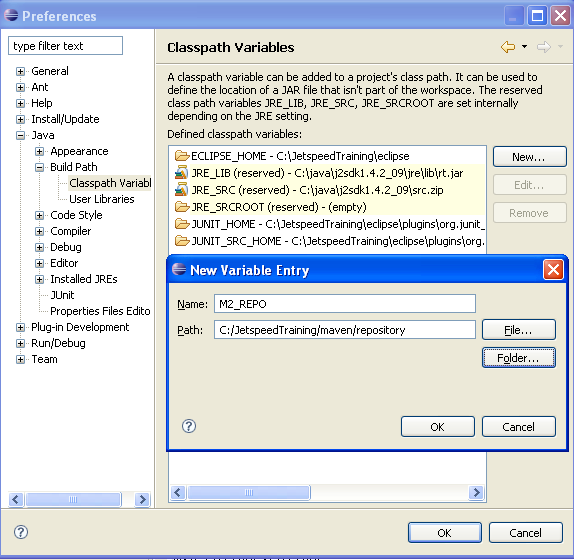 Preferences
type filter text
General
Ant
Help
Install/Update
Java
Appearance
Build Path
Classpath Variabl
User Libraries
Code Style
Compiler
Debug
Editor
Installed JREs
JUnit
Properties Files Edito
Plug-in Development
Run/Debug
Team
Classpath Variables
A classpath variable can be added to a project's class path. It can be used to
define the location of a JAR file that isn't part of the workspace. The reserved
class path variables JRE_LIB, JRE_SRC, JRE_SRCROOT are set internally
depending on the JRE setting.
Defined classpath variables:
ECLIPSE_HOME - C:\JetspeedTraining\eclipse
JRE_LIB (reserved) - C:\java\j2sdk1.4.2_09\jre\lib\rt.jar
JRE_SRC (reserved) - C:\java\j2sdk1.4.2_09\src.zip
JRE_SRCROOT (reserved) - (empty)
JUNIT_HOME - C:\JetspeedTraining\eclipse\plugins\org.junit_
JUNIT_SRC_HOME - C:\JetspeedTraining\eclipse\plugins\org.
New...
Edit...
Remove
New Variable Entry
Name: M2_REPO
Path: C:/JetspeedTraining/maven/repository
File...
Folder...
OK Cancel
OK Cancel